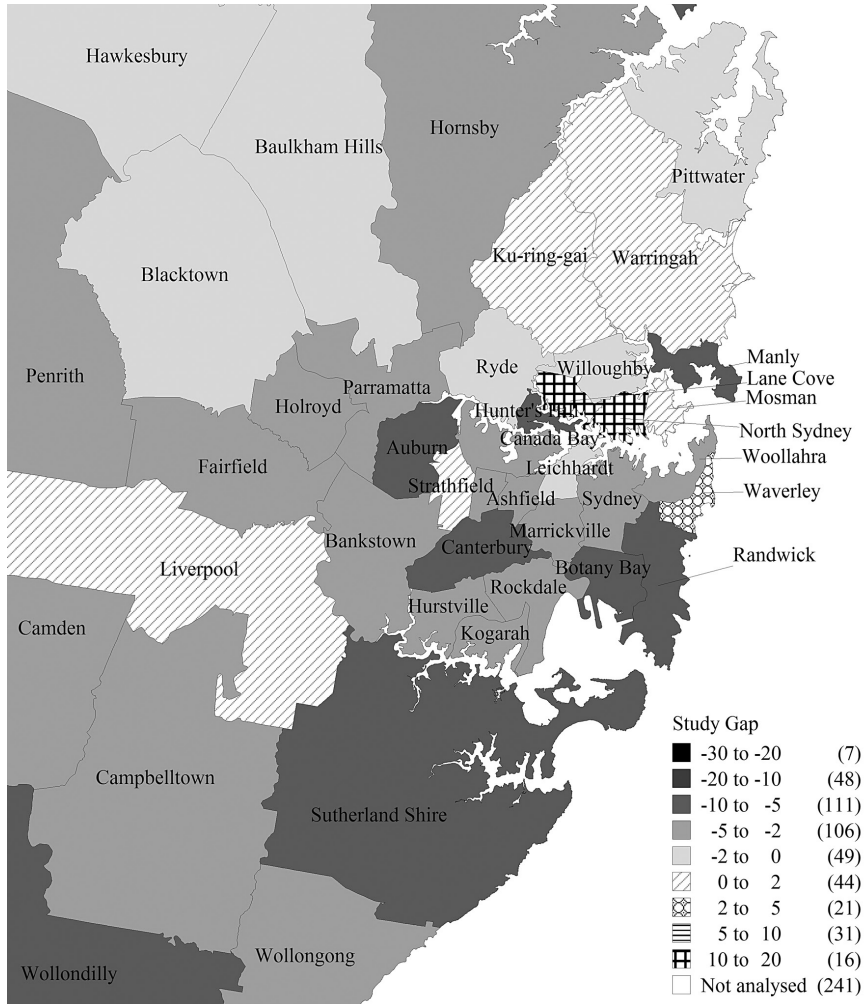 Hawkesbury
Baulkham Hills
Hornsby
Pittwater
Ku-ring-gai
Warringah
Blacktown
Manly
Ryde
Willoughby
Penrith
Parramatta
Lane Cove
Mosman
Holroyd
Hunter's Hill
North Sydney
Auburn
Canada Bay
Woollahra
Fairfield
Leichhardt
Strathfield
Ashfield
Sydney
Waverley
Marrickville
Bankstown
Canterbury
Randwick
Liverpool
Botany Bay
Rockdale
Hurstville
Camden
Kogarah
Study Gap
-30 to -20 (7)
-20 to -10 (48)
-10 to -5 (111)
-5 to -2 (106)
-2 to 0 (49)
0 to 2 (44)
2 to 5 (21)
5 to 10 (31)
10 to 20 (16)
Not analysed (241)
Campbelltown
Sutherland Shire
Wollongong
Wollondilly